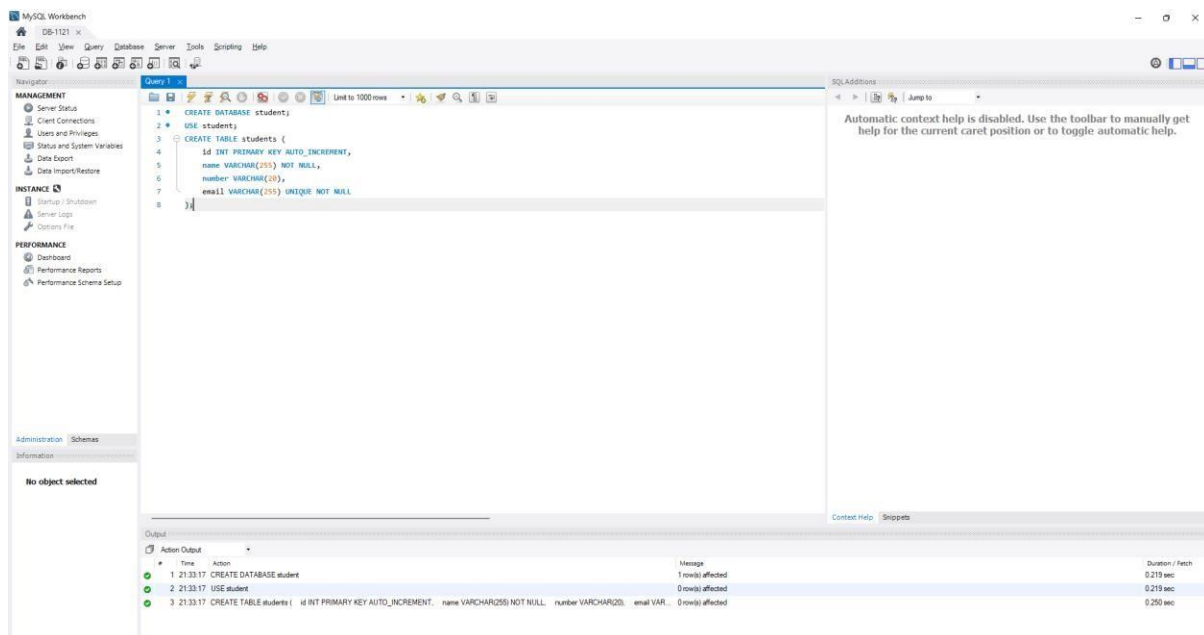 MySQL Workbench
DB-1121
File Edit View Query Database Server Tools Scripting Help
Navigator
MANAGEMENT
Server Status
Client Connections
Users and Privileges
Status and System Variables
Data Export
Data Import/Restore
INSTANCE
Startup / Shutdown
Server Logs
Options File
PERFORMANCE
Dashboard
Performance Reports
Performance Schema Setup
Administration Schemas
Information
No object selected
Query 1
Limit to 1000 rows
1 CREATE DATABASE student;
2 USE student;
3 CREATE TABLE students (
4 id INT PRIMARY KEY AUTO_INCREMENT,
5 name VARCHAR(255) NOT NULL,
6 number VARCHAR(20),
7 email VARCHAR(255) UNIQUE NOT NULL
8 );
SQLAdditions
Jump to
Automatic context help is disabled. Use the toolbar to manually get
help for the current caret position or to toggle automatic help.
Context Help Snippets
Output
Action Output
# Time Action Message Duration / Fetch
1 21:33:17 CREATE DATABASE student 1 row(s) affected 0.219 sec
2 21:33:17 USE student 0 row(s) affected 0.219 sec
3 21:33:17 CREATE TABLE students ( id INT PRIMARY KEY AUTO_INCREMENT, name VARCHAR(255) NOT NULL, number VARCHAR(20), email VAR... 0 row(s) affected 0.250 sec